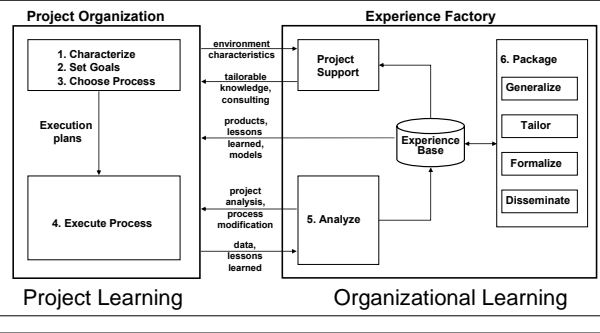 Project Organization
Experience Factory
1. Characterize
2. Set Goals
3. Choose Process
environment
characteristics
Project
Support
6. Package
Generalize
tailorable
knowledge,
consulting
Execution
plans
products,
lessons
learned,
models
Experience
Base
Tailor
Formalize
Disseminate
project
analysis,
process
modification
4. Execute Process
5. Analyze
data,
lessons
learned
Project Learning
Organizational Learning